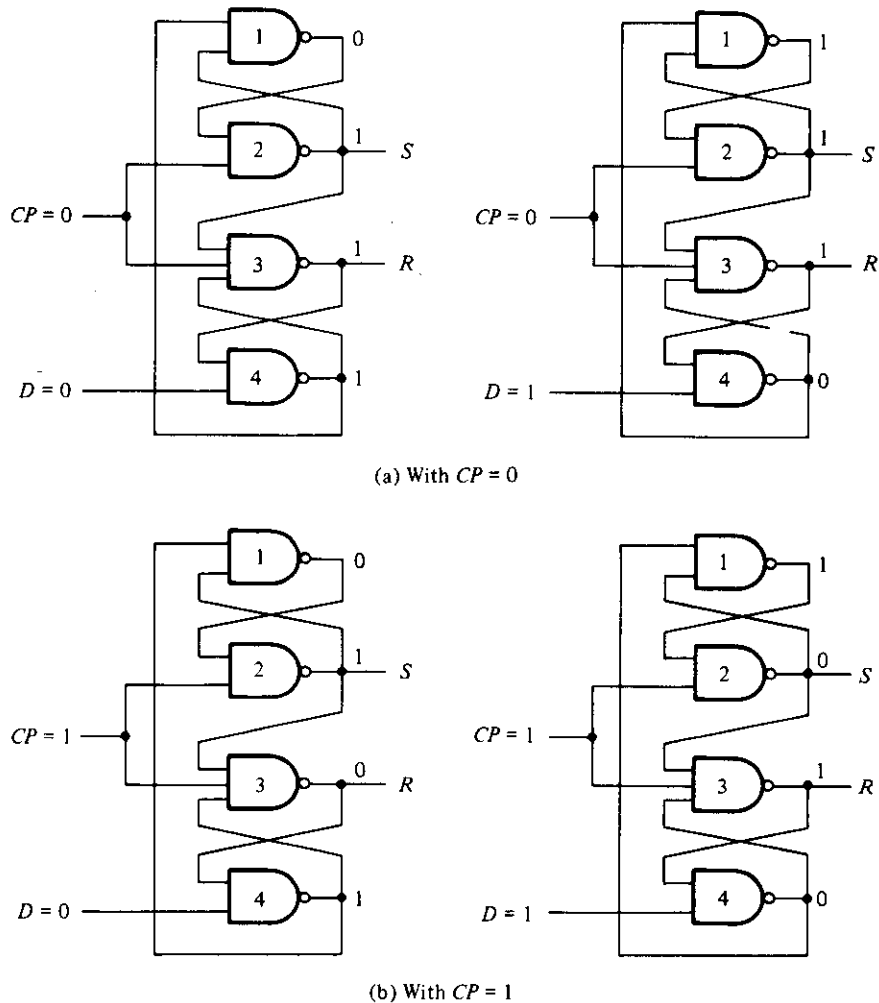 1 0 1 1
2 1 S 2 1 S
CP = 0 CP = 0
3 1 R 3 1 R
D = 0 4 1 D = 1 4 0
(a) With CP = 0
1 0 1 1
2 1 S 2 0 S
CP = 1 CP = 1
3 0 R 3 1 R
D = 0 4 1 D = 1 4 0
(b) With CP = 1